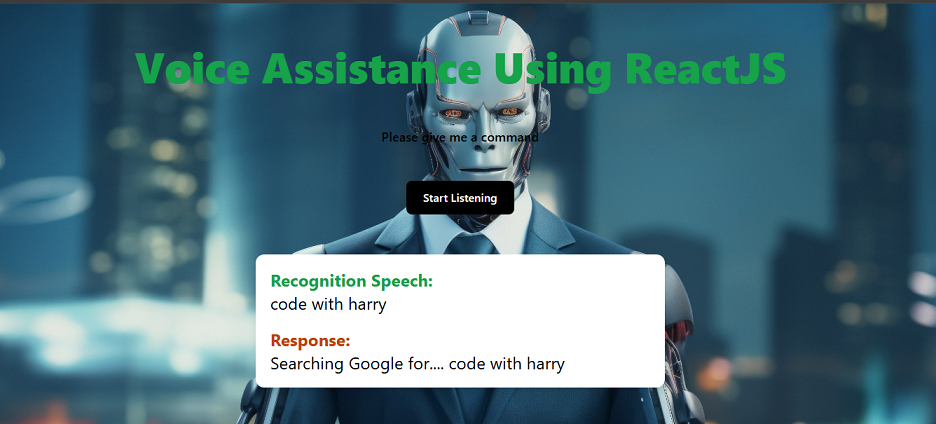 Voice Assistance Using ReactJS
Please give me a command
Start Listening
Recognition Speech:
code with harry
Response:
Searching Google for.... code with harry